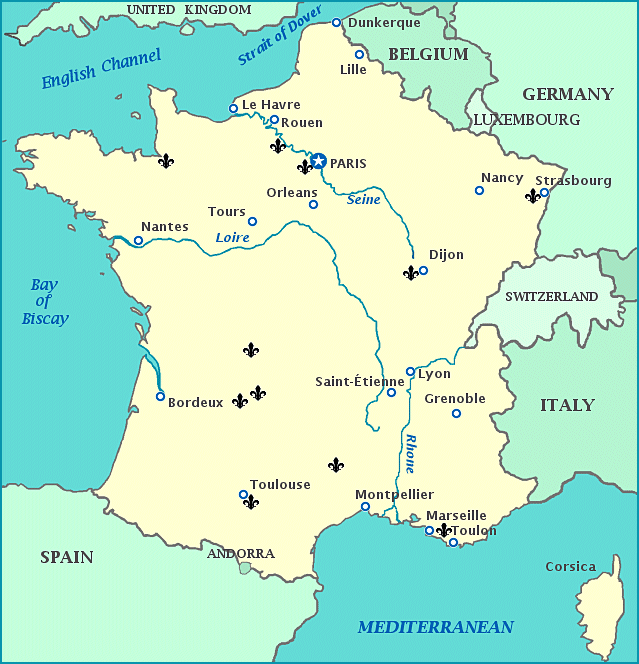 UNITED KINGDOM
Strait of Dover
Dunkerque
English Channel
BELGIUM
Lille
GERMANY
Le Havre
LUXEMBOURG
Rouen
PARIS
Nancy
Strasbourg
Orleans
Seine
Tours
Nantes
Loire
Dijon
Bay
of
Biscay
SWITZERLAND
Lyon
Saint-Étienne
Grenoble
Bordeux
ITALY
Rhone
Toulouse
Montpellier
Marseille
Toulon
ANDORRA
SPAIN
Corsica
MEDITERRANEAN